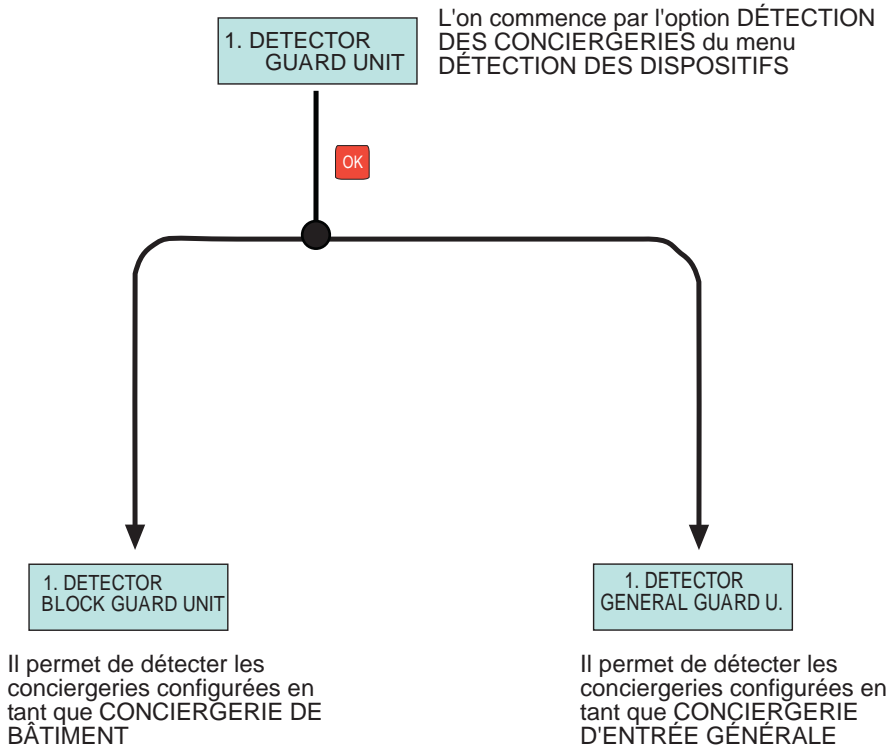 1. DETECTOR
GUARD UNIT
L'on commence par l'option DÉTECTION
DES CONCIERGERIES du menu
DÉTECTION DES DISPOSITIFS
OK
1. DETECTOR
BLOCK GUARD UNIT
Il permet de détecter les
conciergeries configurées en
tant que CONCIERGERIE DE
BÂTIMENT
1. DETECTOR
GENERAL GUARD U.
Il permet de détecter les
conciergeries configurées en
tant que CONCIERGERIE
D'ENTRÉE GÉNÉRALE